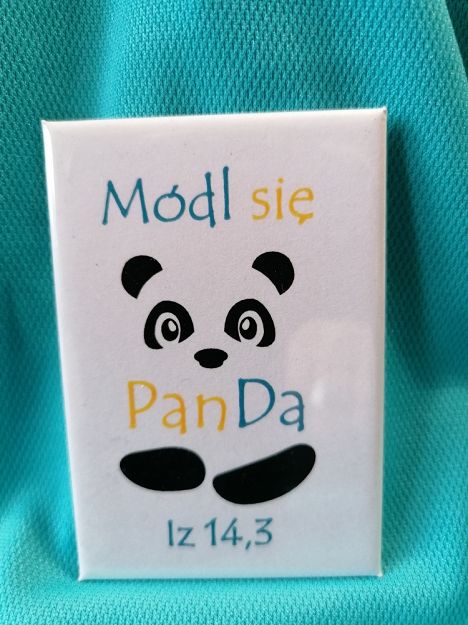 Módl się
PanDa
Iz 14,3